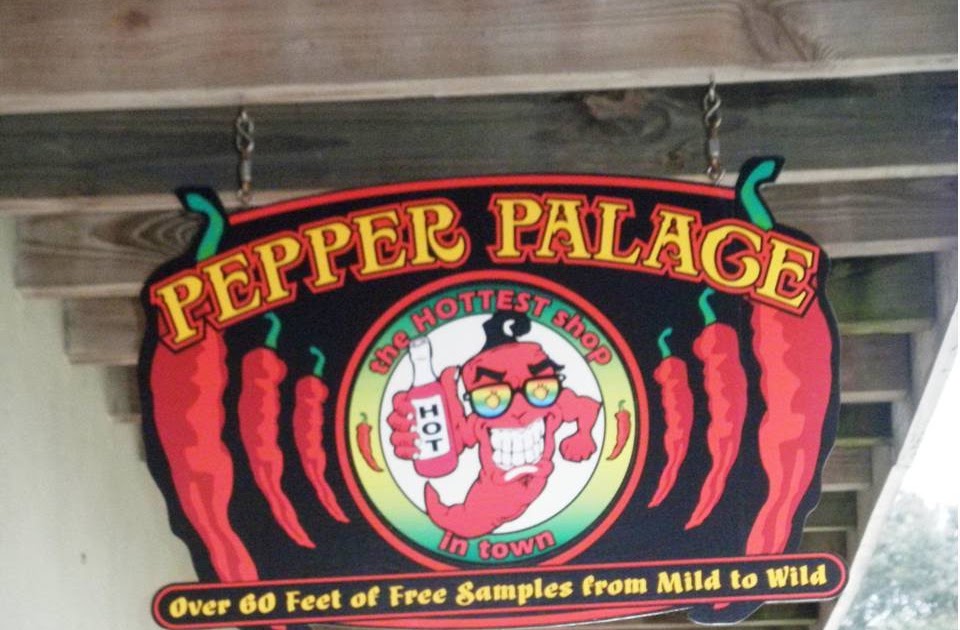 PEPPER PALACE
the HOTTEST shop
HOT
in town
Over 60 Feet of Free Samples from Mild to Wild